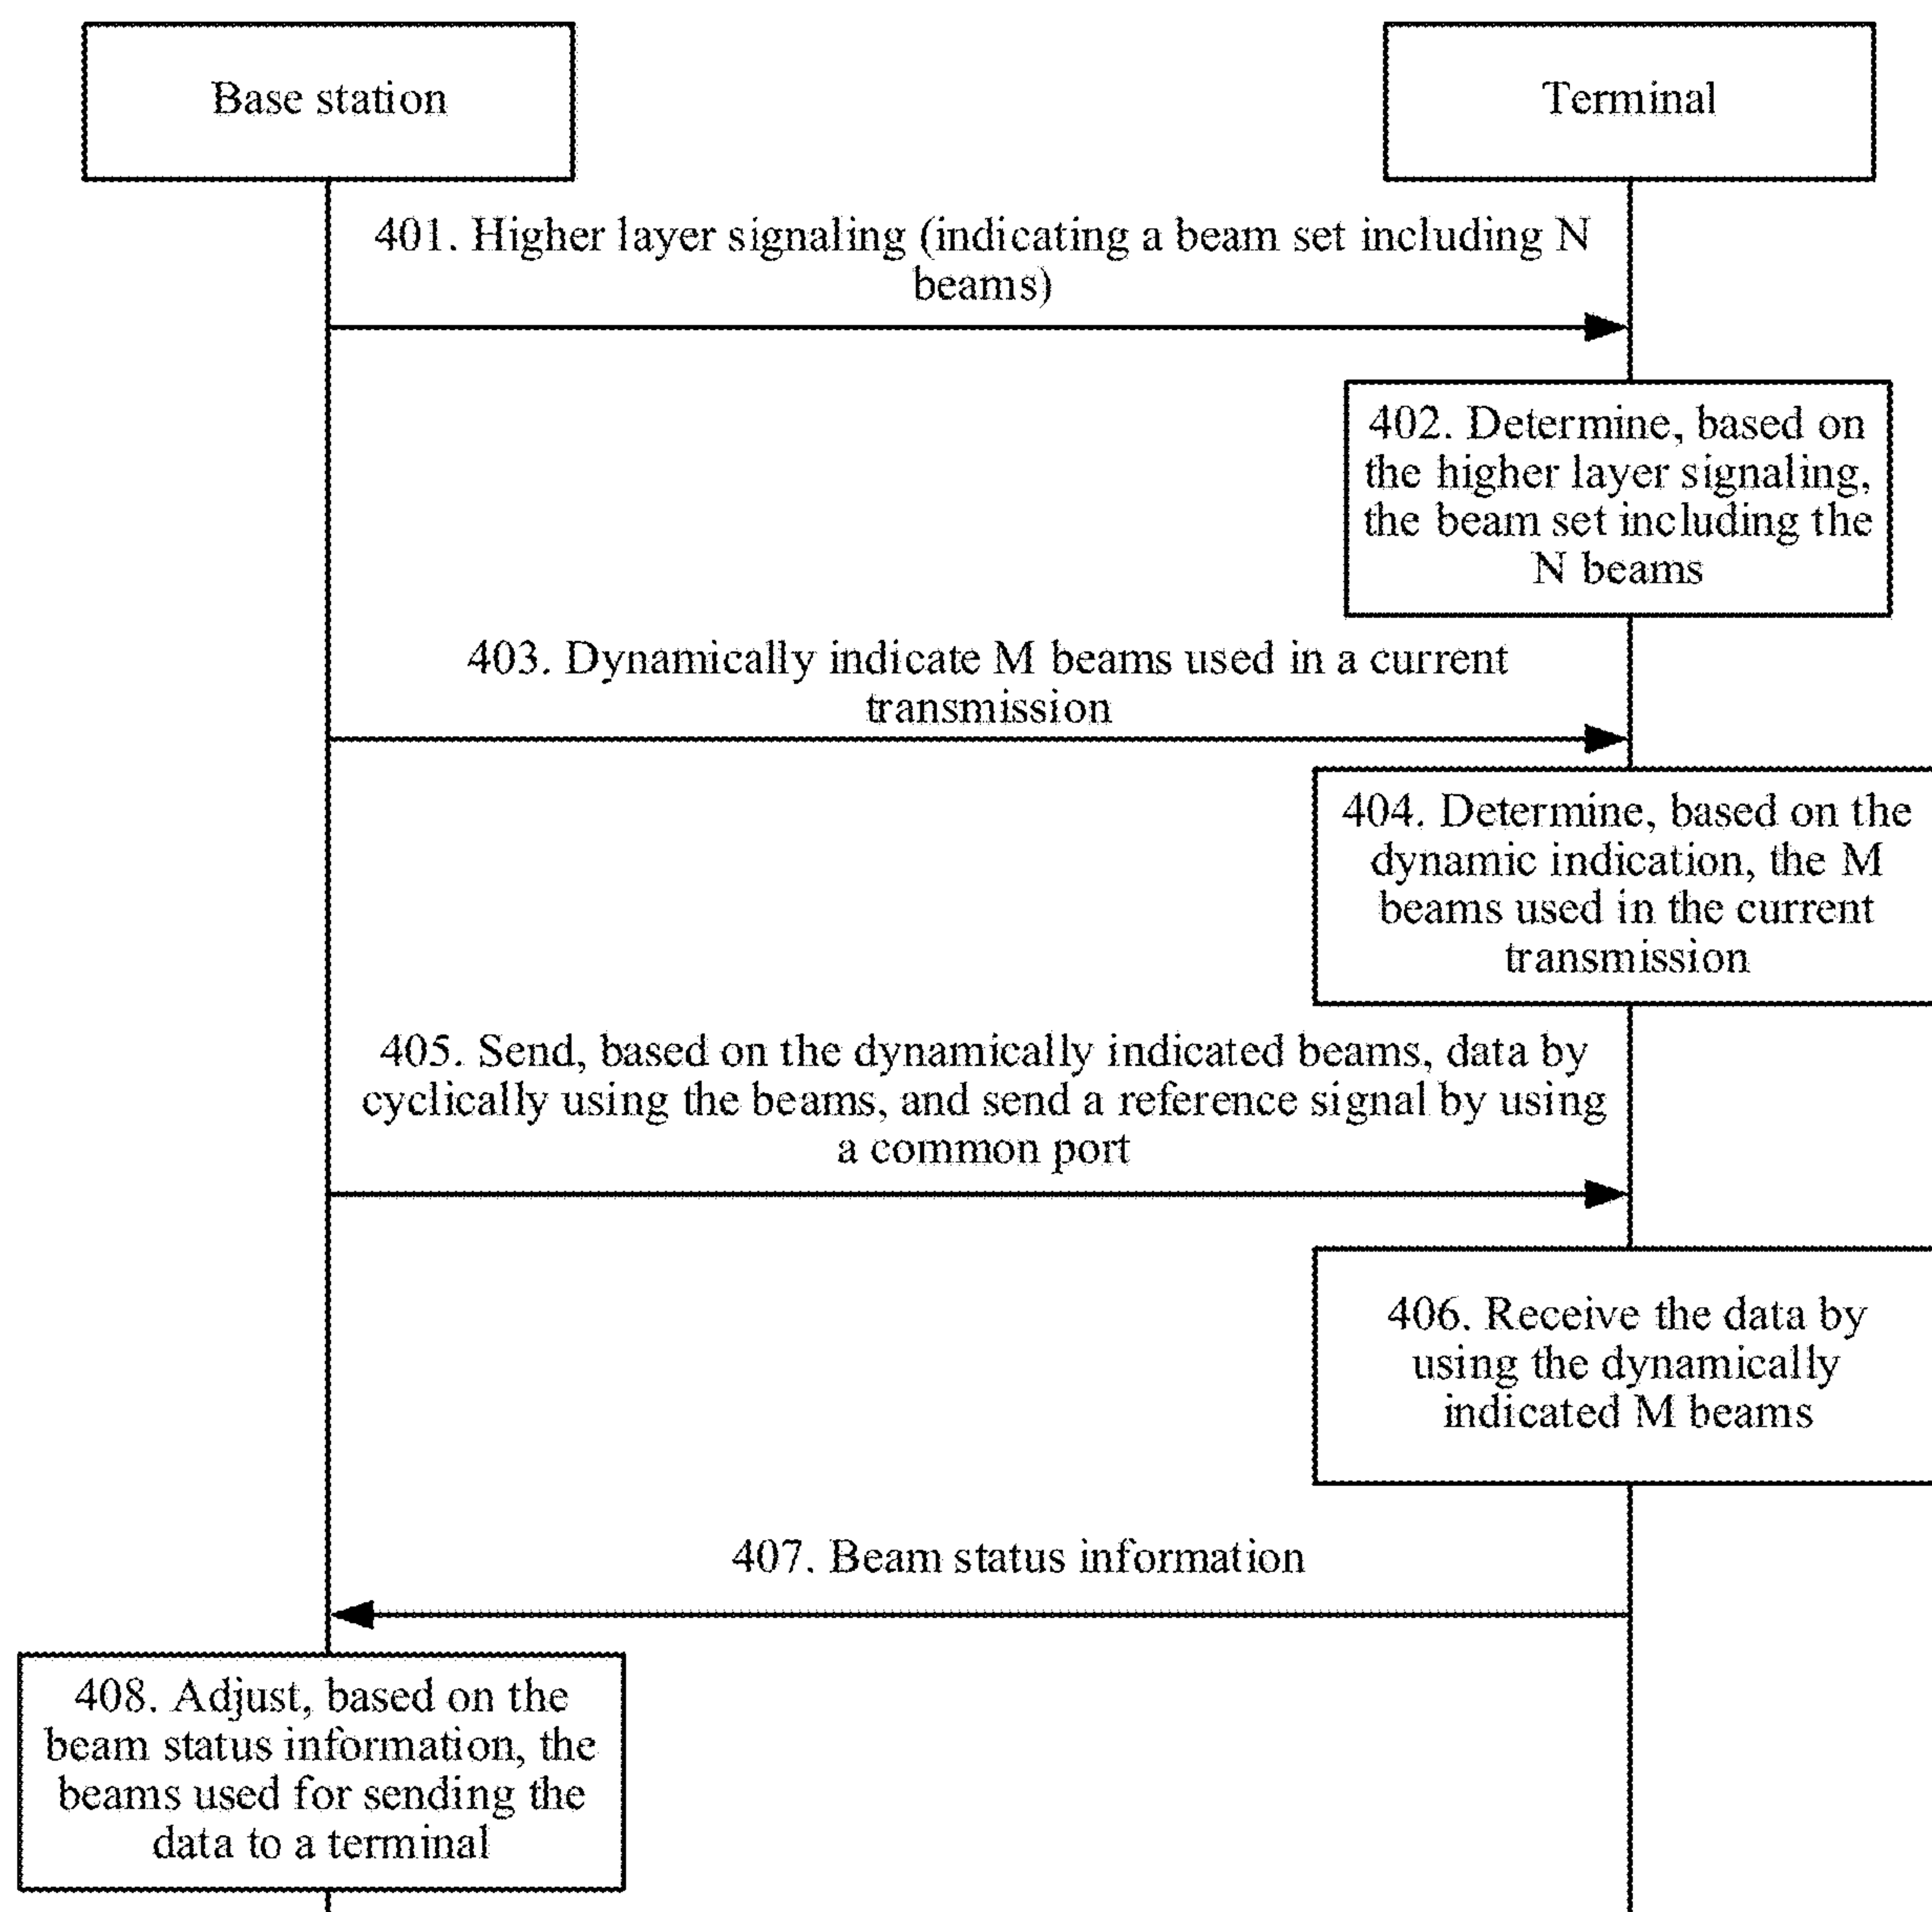 Base station
Terminal
401. Higher layer signaling (indicating a beam set including N
beams)
402. Determine, based on
the higher layer signaling,
the beam set including the
N beams
403. Dynamically indicate M beams used in a current
transmission
404. Determine, based on the
dynamic indication, the M
beams used in the current
transmission
405. Send, based on the dynamically indicated beams, data by
cyclically using the beams, and send a reference signal by using
a common port
406. Receive the data by
using the dynamically
indicated M beams
407. Beam status information
408. Adjust, based on the
beam status information, the
beams used for sending the
data to a terminal